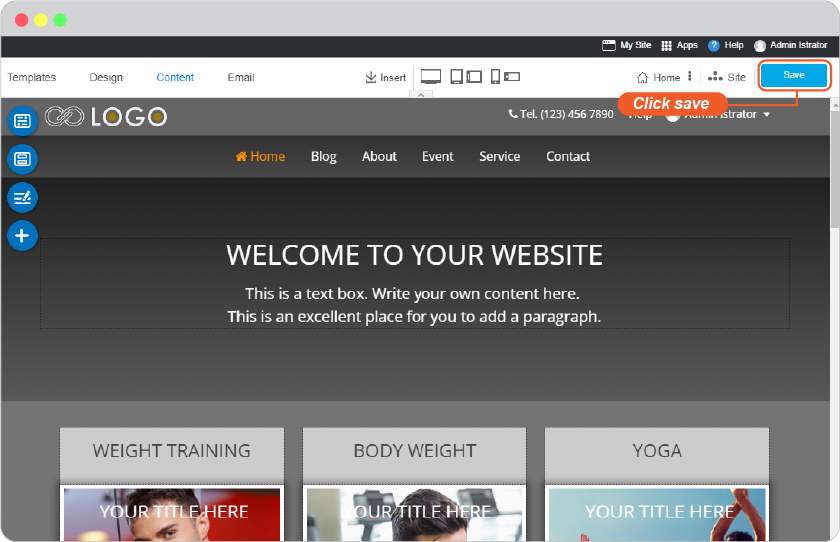 My Site Apps ? Help Admin Istrator
Templates Design Content Email Insert Home Site Save
Click save
LOGO Tel. (123) 456 7890 Help Admin Istrator
Home Blog About Event Service Contact
WELCOME TO YOUR WEBSITE
This is a text box. Write your own content here.
This is an excellent place for you to add a paragraph.
WEIGHT TRAINING BODY WEIGHT YOGA
YOUR TITLE HERE YOUR TITLE HERE YOUR TITLE HERE